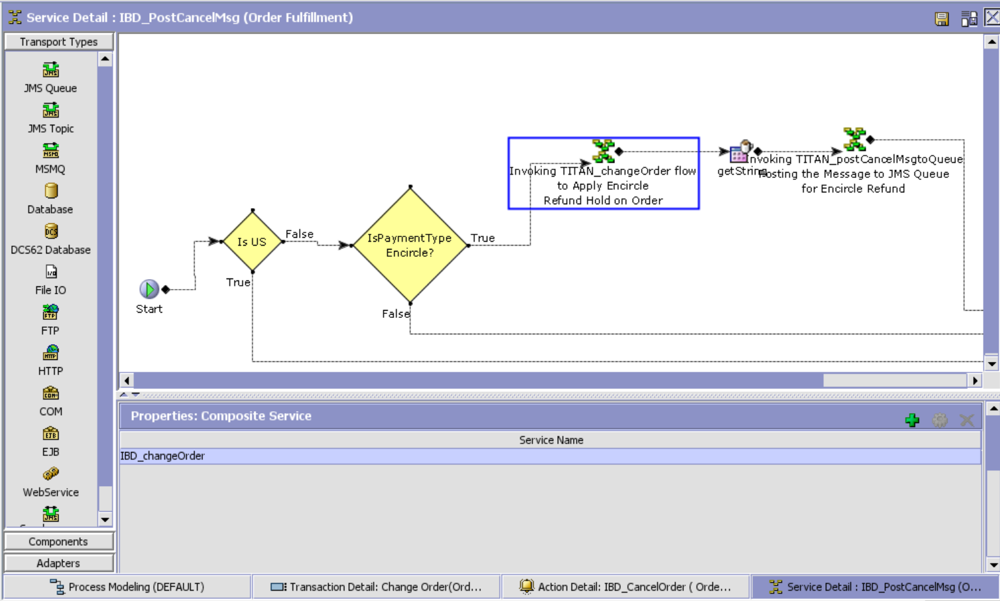 Service Detail : IBD_PostCancelMsg (Order Fulfillment)
Transport Types
JMS Queue
JMS Topic
MSMQ
Database
DCS62 Database
File IO
FTP
HTTP
COM
EJB
WebService
Components
Adapters
Start
Is US
False
True
IsPaymentType
Encircle?
True
False
Invoking TITAN_changeOrder flow
to Apply Encircle
Refund Hold on Order
getString
Invoking TITAN_postCancelMsgtoQueue
Posting the Message to JMS Queue
for Encircle Refund
Properties: Composite Service
Service Name
IBD_changeOrder
Process Modeling (DEFAULT)
Transaction Detail: Change Order(Ord...
Action Detail: IBD_CancelOrder ( Orde...
Service Detail : IBD_PostCancelMsg (O...